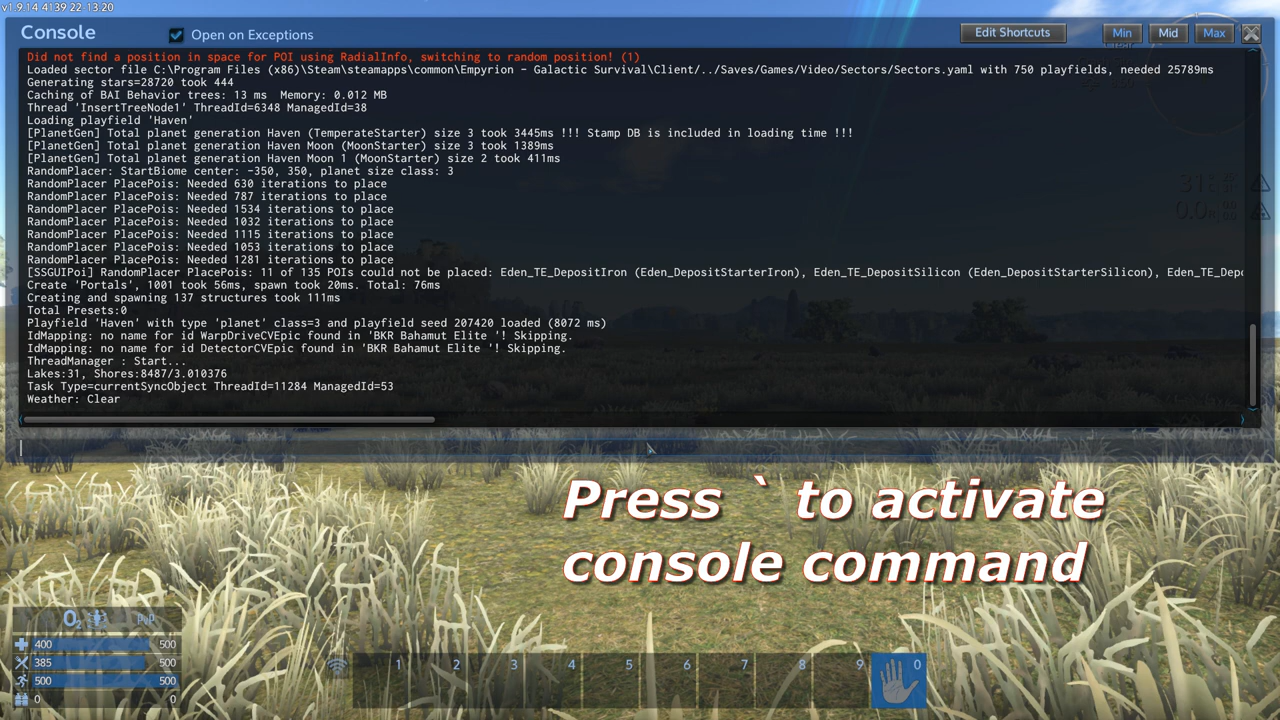 v1.9.14 4139 22-13:20
Console
Open on Exceptions
Edit Shortcuts
Min
Mid
Max
Did not find a position in space for POI using RadialInfo, switching to random position! (1)
Loaded sector file C:\Program Files (x86)\Steam\steamapps\common\Empyrion - Galactic Survival\Client/../Saves/Games/Video/Sectors/Sectors.yaml with 750 playfields, needed 25789ms
Generating stars=28720 took 444
Caching of BAI Behavior trees: 13 ms  Memory: 0.012 MB
Thread 'InsertTreeNode1' ThreadId=6348 ManagedId=38
Loading playfield 'Haven'
[PlanetGen] Total planet generation Haven (TemperateStarter) size 3 took 3445ms !!! Stamp DB is included in loading time !!!
[PlanetGen] Total planet generation Haven Moon (MoonStarter) size 3 took 1389ms
[PlanetGen] Total planet generation Haven Moon 1 (MoonStarter) size 2 took 411ms
RandomPlacer: StartBiome center: -350, 350, planet size class: 3
RandomPlacer PlacePois: Needed 630 iterations to place
RandomPlacer PlacePois: Needed 787 iterations to place
RandomPlacer PlacePois: Needed 1534 iterations to place
RandomPlacer PlacePois: Needed 1032 iterations to place
RandomPlacer PlacePois: Needed 1115 iterations to place
RandomPlacer PlacePois: Needed 1053 iterations to place
RandomPlacer PlacePois: Needed 1281 iterations to place
[SSGUIPoi] RandomPlacer PlacePois: 11 of 135 POIs could not be placed: Eden_TE_DepositIron (Eden_DepositStarterIron), Eden_TE_DepositSilicon (Eden_DepositStarterSilicon), Eden_TE_Depo
Create 'Portals', 1001 took 56ms, spawn took 20ms. Total: 76ms
Creating and spawning 137 structures took 111ms
Total Presets:0
Playfield 'Haven' with type 'planet' class=3 and playfield seed 207420 loaded (8072 ms)
IdMapping: no name for id WarpDriveCVEpic found in 'BKR Bahamut Elite '! Skipping.
IdMapping: no name for id DetectorCVEpic found in 'BKR Bahamut Elite '! Skipping.
ThreadManager : Start...
Lakes:31, Shores:8487/3.010376
Task Type=currentSyncObject ThreadId=11284 ManagedId=53
Weather: Clear
Press ` to activate
console command
O2
400 500
385 500
500 500
0 0
1 2 3 4 5 6 7 8 9 0